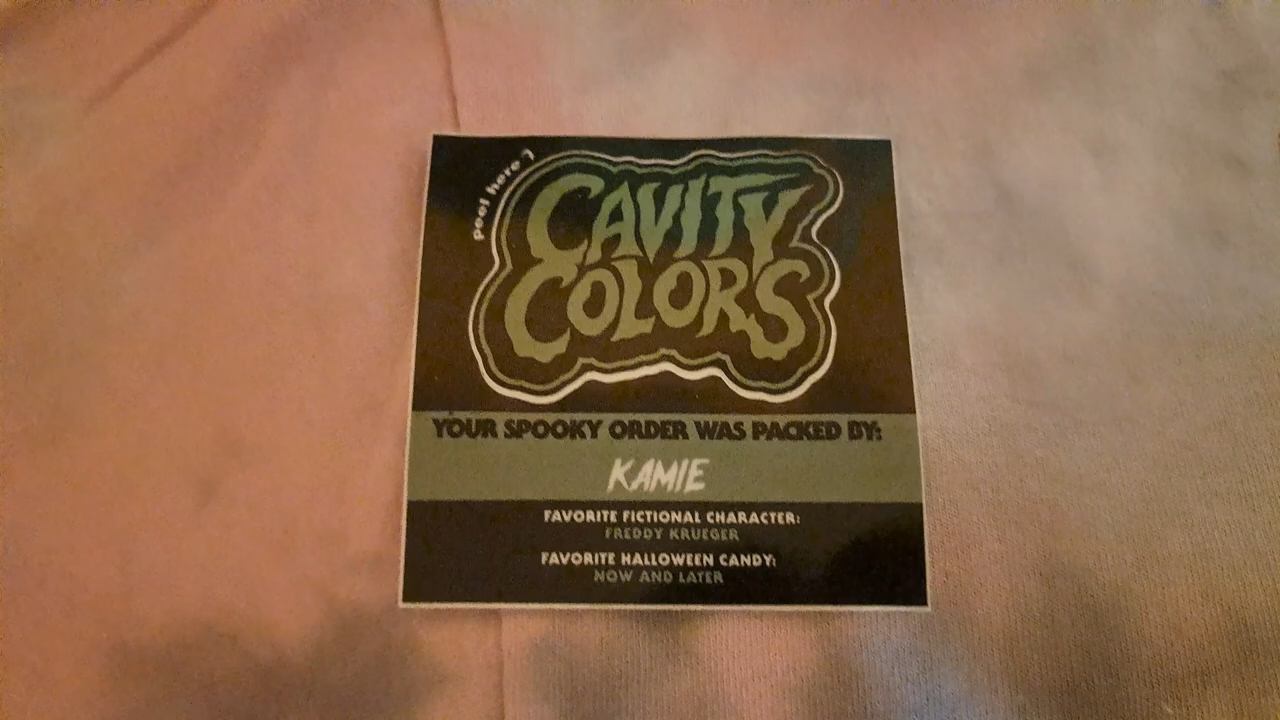 peel here :)
CAVITY
COLORS
YOUR SPOOKY ORDER WAS PACKED BY:
KAMIE
FAVORITE FICTIONAL CHARACTER:
FREDDY KRUEGER
FAVORITE HALLOWEEN CANDY:
NOW AND LATER